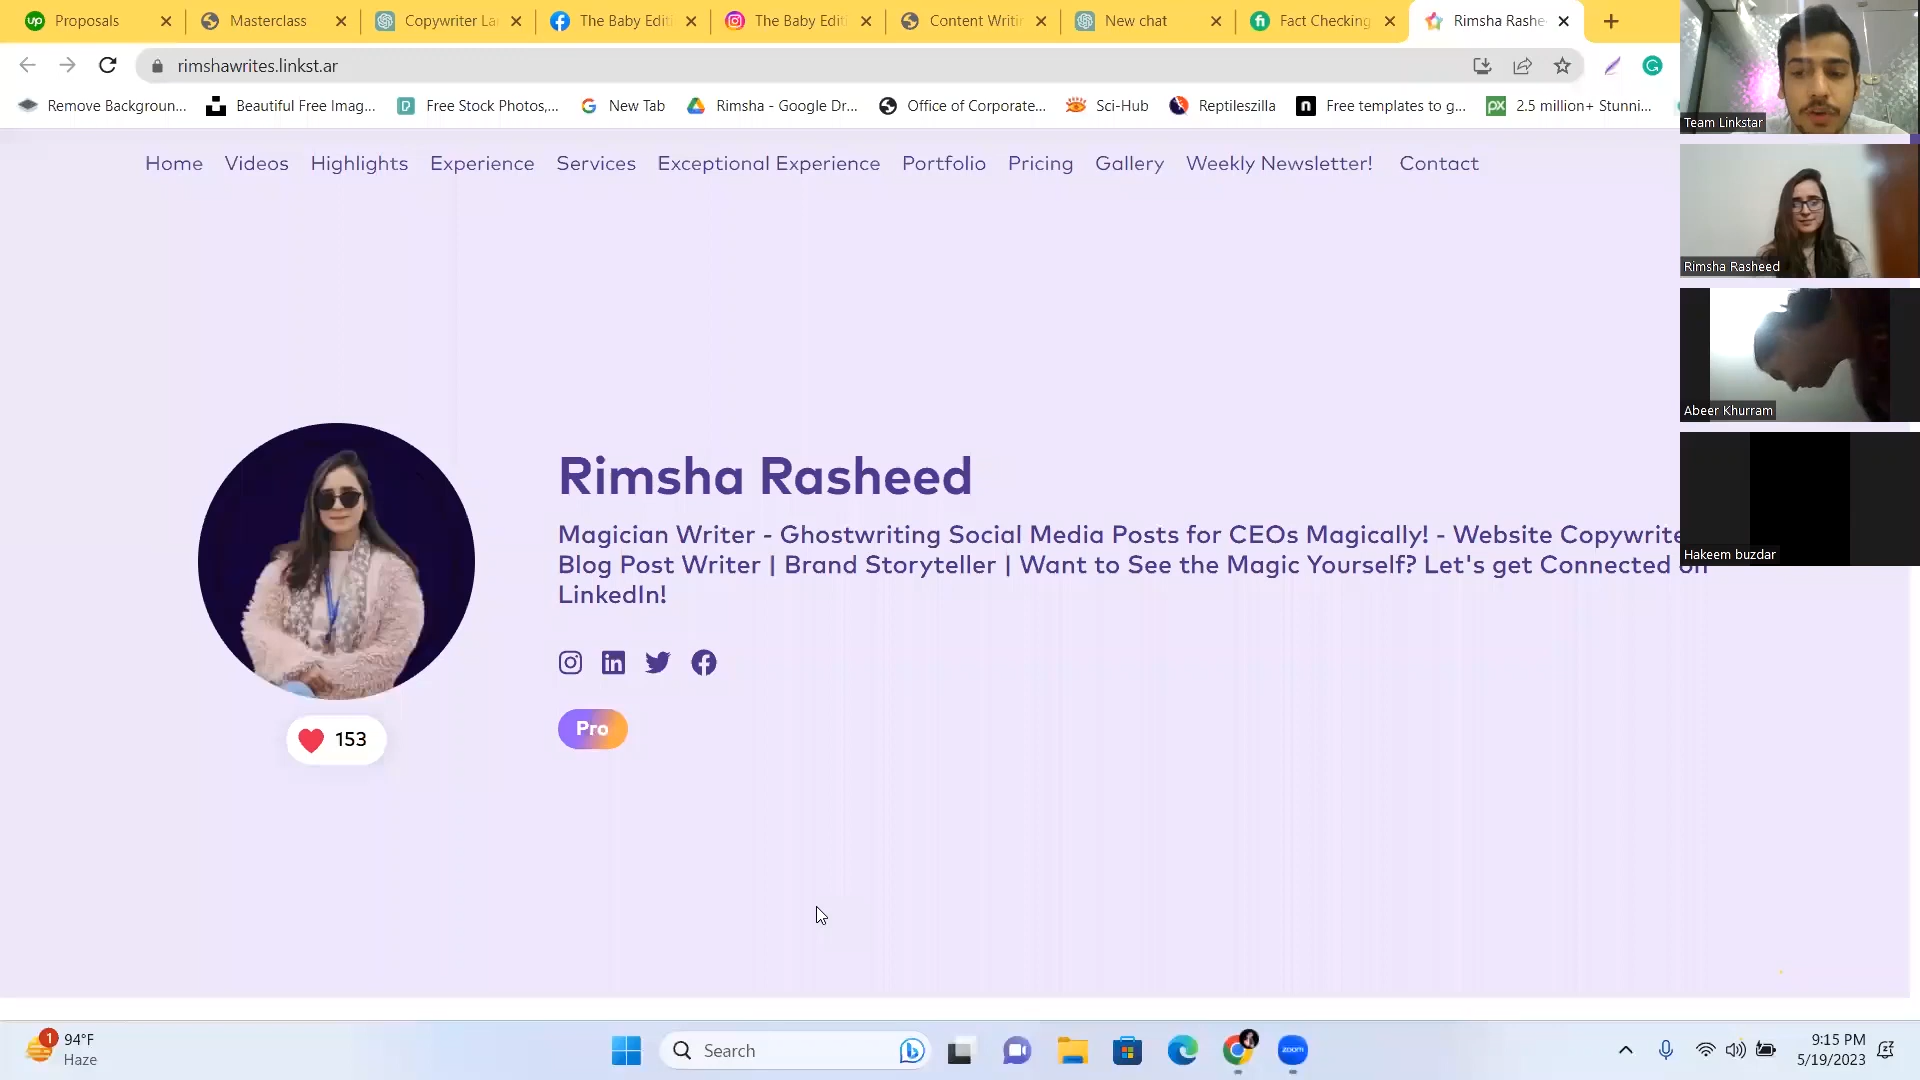 Proposals
Masterclass
Copywriter La
The Baby Editi
The Baby Editi
Content Writin
New chat
Fact Checking
Rimsha Rashe
rimshawrites.linkst.ar
Remove Backgroun...
Beautiful Free Imag...
Free Stock Photos,...
New Tab
Rimsha - Google Dr...
Office of Corporate...
Sci-Hub
Reptileszilla
Free templates to g...
2.5 million+ Stunni...
Home
Videos
Highlights
Experience
Services
Exceptional Experience
Portfolio
Pricing
Gallery
Weekly Newsletter!
Contact
Team Linkstar
Rimsha Rasheed
Abeer Khurram
Hakeem buzdar
Rimsha Rasheed
Magician Writer - Ghostwriting Social Media Posts for CEOs Magically! - Website Copywrite
Blog Post Writer | Brand Storyteller | Want to See the Magic Yourself? Let's get Connected on
LinkedIn!
153
Pro
1
94°F
Haze
Search
zoom
9:15 PM
5/19/2023